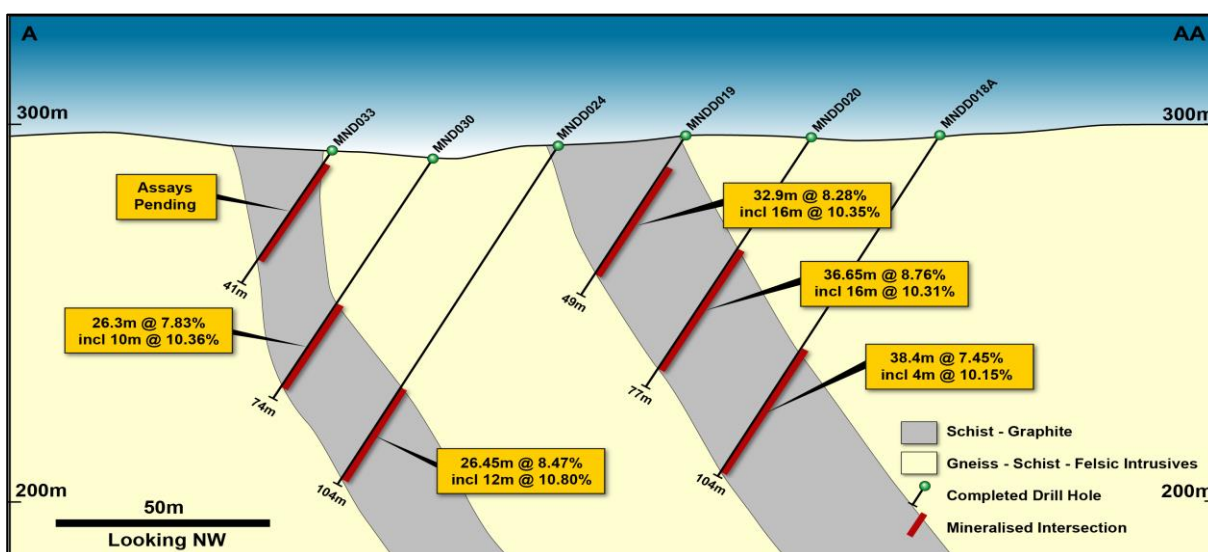 A
AA
MND033
MND030
MNDD024
MNDD019
MNDD020
MNDD018A
300m
300m
Assays
Pending
32.9m @ 8.28%
incl 16m @ 10.35%
36.65m @ 8.76%
incl 16m @ 10.31%
41m
49m
26.3m @ 7.83%
incl 10m @ 10.36%
38.4m @ 7.45%
incl 4m @ 10.15%
74m
77m
26.45m @ 8.47%
incl 12m @ 10.80%
104m
104m
Schist - Graphite
Gneiss - Schist - Felsic Intrusives
Completed Drill Hole
Mineralised Intersection
200m
200m
50m
Looking NW